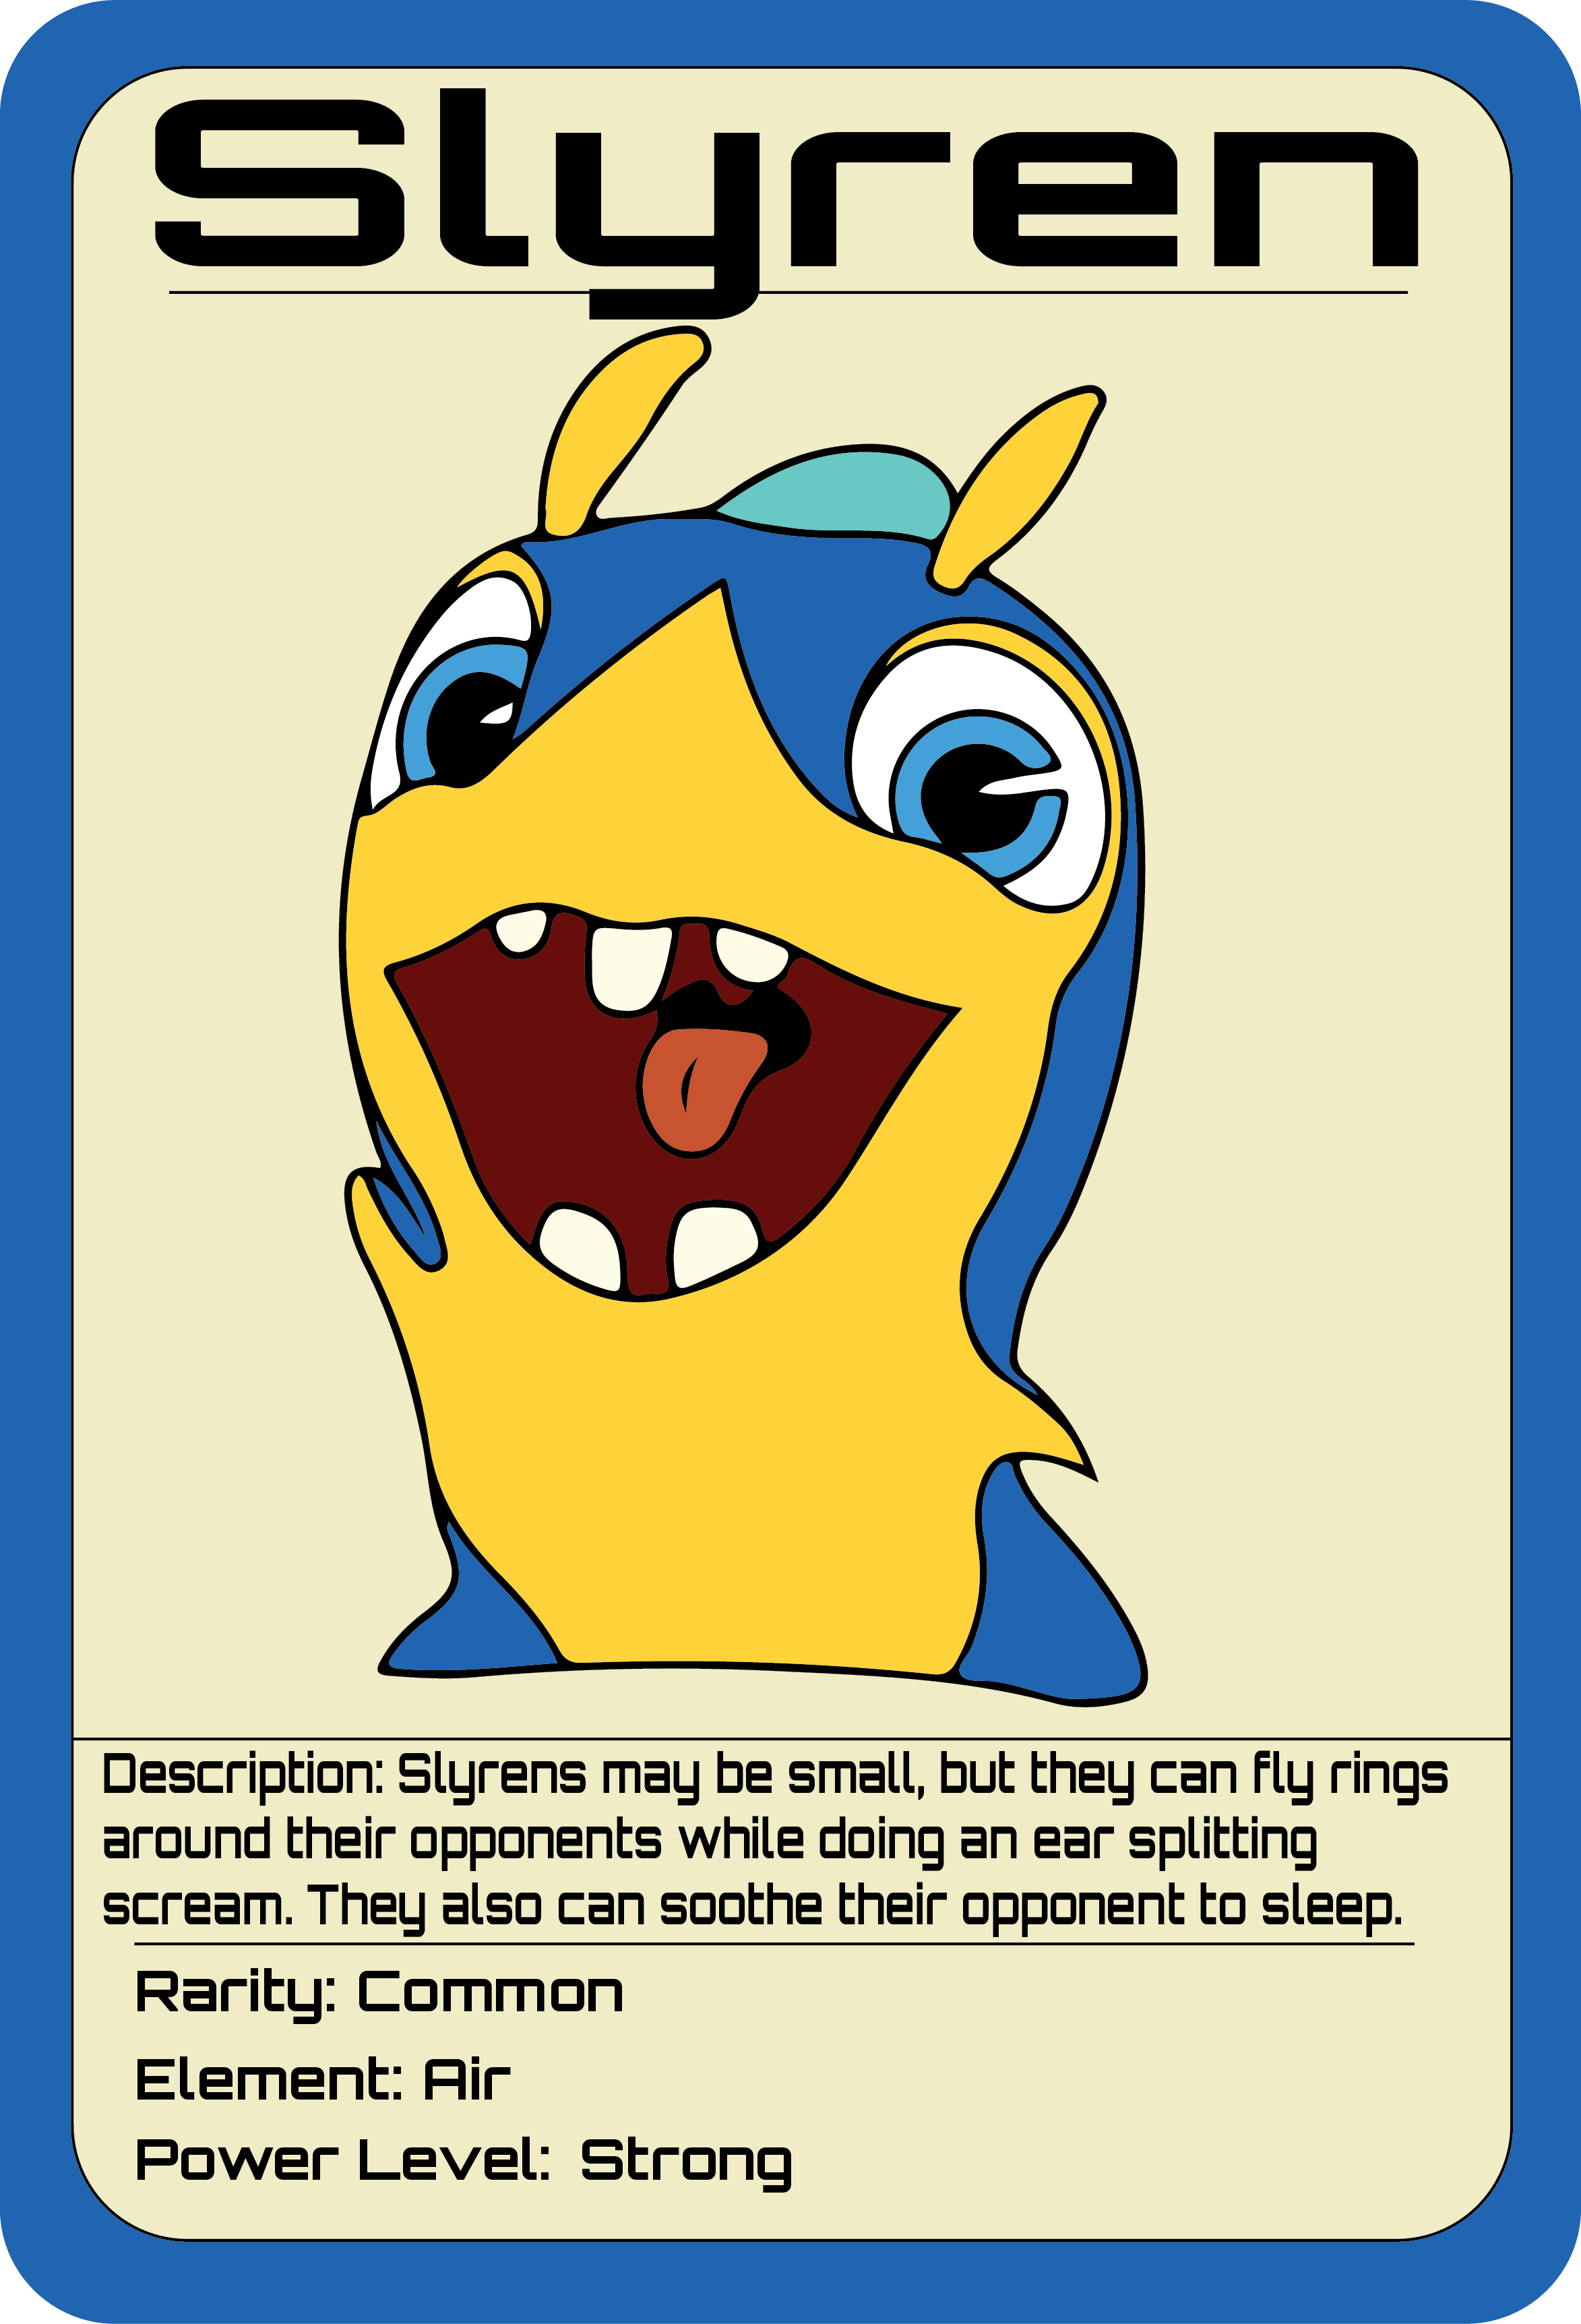 Slyren
Description: Slyrens may be small, but they can fly rings
around their opponents while doing an ear splitting
scream. They also can soothe their opponent to sleep.
Rarity: Common
Element: Air
Power Level: Strong